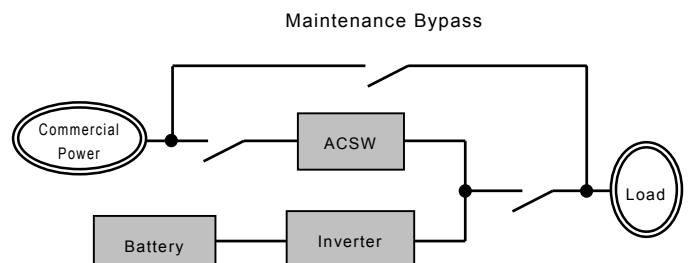 Maintenance Bypass
Commercial
Power
ACSW
Load
Battery
Inverter